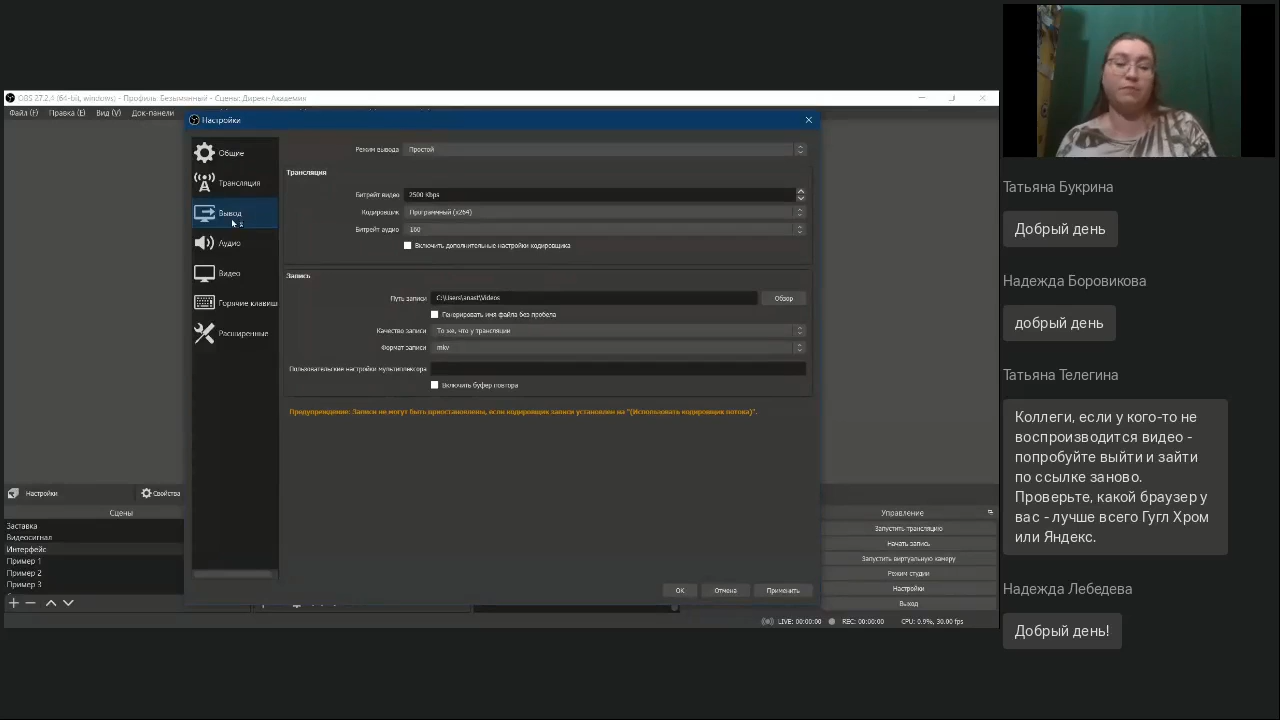 OBS 27.2.4 (64-bit, windows) - Профиль: Безымянный - Сцены: Директ-Академия
Файл (F)
Правка (E)
Вид (V)
Док-панели
Настройки
Общие
Трансляция
Вывод
Аудио
Видео
Горячие клавиш
Расширенные
Режим вывода
Простой
Трансляция
Битрейт видео
2500 Kbps
Кодировщик
Программный (x264)
Битрейт аудио
160
Включить дополнительные настройки кодировщика
Запись
Путь записи
C:\Users\anast\Videos
Обзор
Генерировать имя файла без пробела
Качество записи
То же, что у трансляции
Формат записи
mkv
Пользовательские настройки мультиплексора
Включить буфер повтора
Предупреждение: Записи не могут быть приостановлены, если кодировщик записи установлен на "(Использовать кодировщик потока)".
ОК
Отмена
Применить
Настройки
Свойства
Сцены
Заставка
Видеосигнал
Интерфейс
Пример 1
Пример 2
Пример 3
Управление
Запустить трансляцию
Начать запись
Запустить виртуальную камеру
Режим студии
Настройки
Выход
LIVE: 00:00:00
REC: 00:00:00
CPU: 0.9%, 30.00 fps
Татьяна Букрина
Добрый день
Надежда Боровикова
добрый день
Татьяна Телегина
Коллеги, если у кого-то не
воспроизводится видео -
попробуйте выйти и зайти
по ссылке заново.
Проверьте, какой браузер у
вас - лучше всего Гугл Хром
или Яндекс.
Надежда Лебедева
Добрый день!